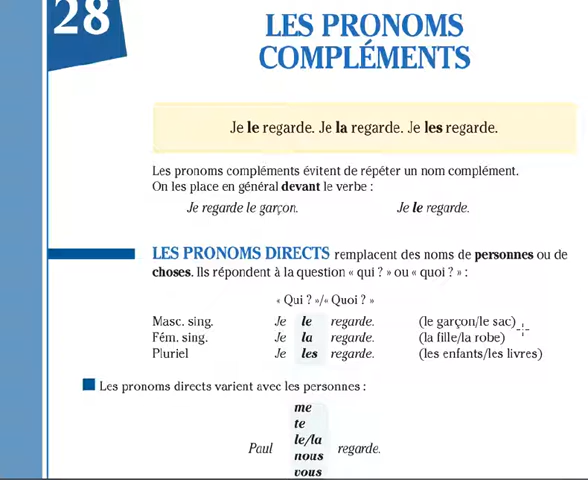 28
LES PRONOMS
COMPLÉMENTS
Je le regarde. Je la regarde. Je les regarde.
Les pronoms compléments évitent de répéter un nom complément.
On les place en général devant le verbe :
Je regarde le garçon. Je le regarde.
LES PRONOMS DIRECTS remplacent des noms de personnes ou de
choses. Ils répondent à la question « qui ? » ou « quoi ? » :
« Qui ? »/« Quoi ? »
Masc. sing. Je le regarde. (le garçon/le sac)
Fém. sing. Je la regarde. (la fille/la robe)
Pluriel Je les regarde. (les enfants/les livres)
Les pronoms directs varient avec les personnes :
me
te
le/la
Paul regarde.
nous
vous